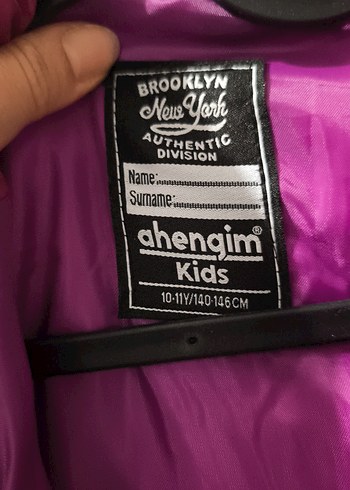 BROOKLYN
New York
AUTHENTIC
DIVISION
Name:
Surname:
ahengim®
Kids
10-11Y/140-146CM